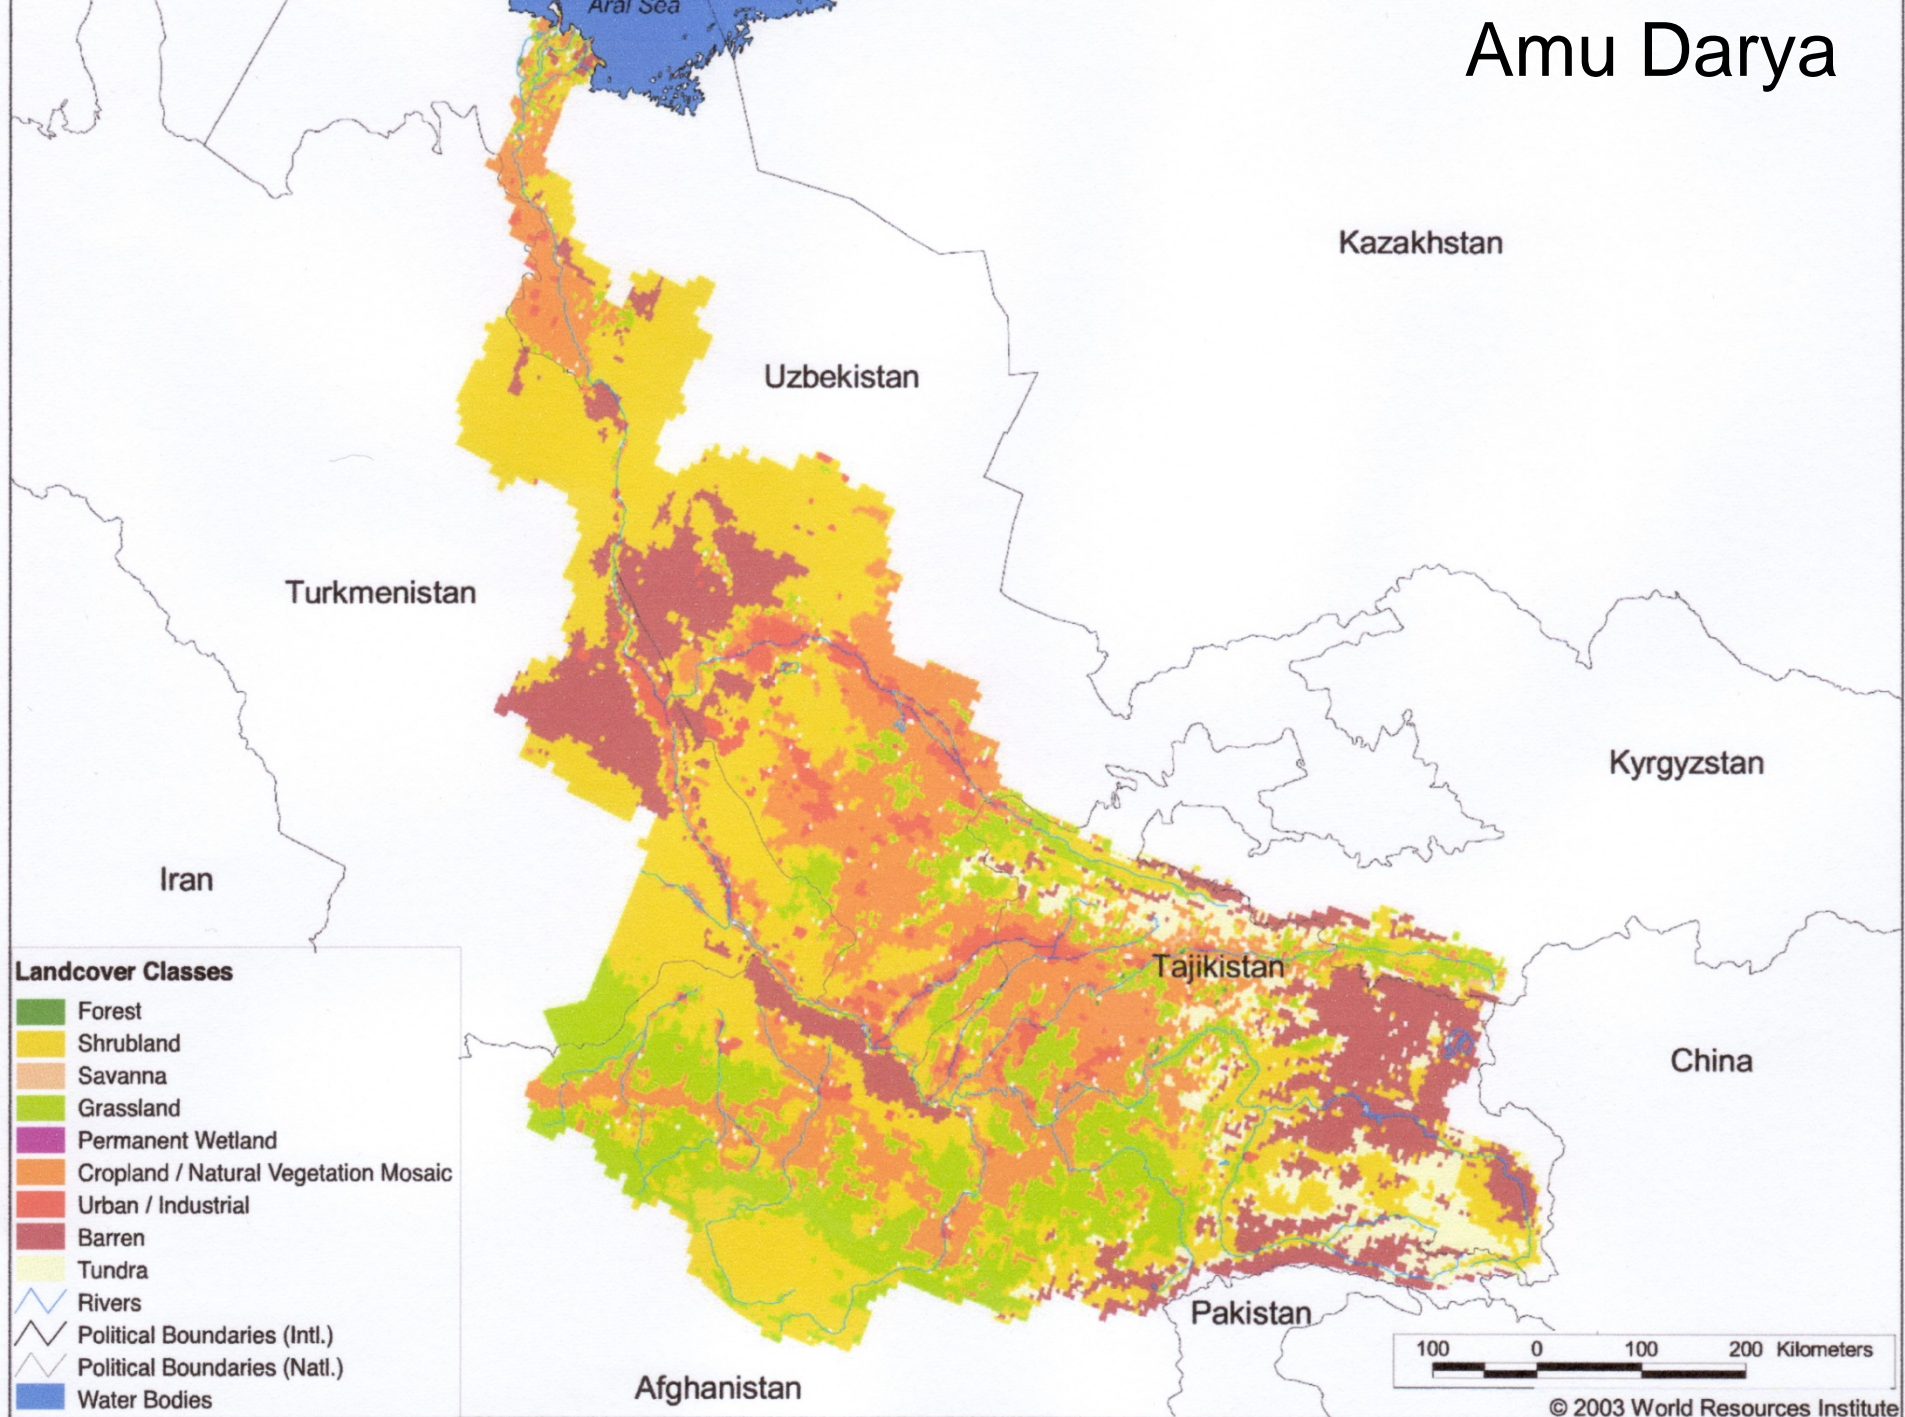 Aral Sea
Amu Darya
Kazakhstan
Uzbekistan
Turkmenistan
Kyrgyzstan
Iran
Tajikistan
China
Pakistan
Afghanistan
Landcover Classes
Forest
Shrubland
Savanna
Grassland
Permanent Wetland
Cropland / Natural Vegetation Mosaic
Urban / Industrial
Barren
Tundra
Rivers
Political Boundaries (Intl.)
Political Boundaries (Natl.)
Water Bodies
100 0 100 200 Kilometers
© 2003 World Resources Institute